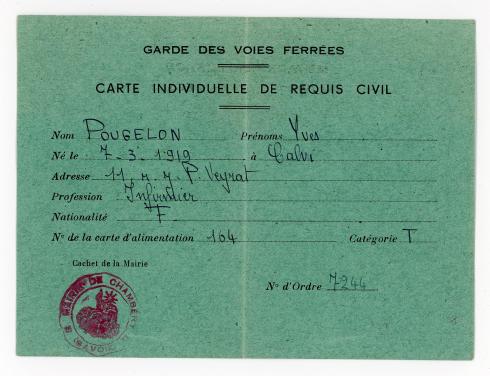 GARDE DES VOIES FERRÉES
CARTE INDIVIDUELLE DE REQUIS CIVIL
Nom POUGELON Prénoms Yves
Né le 7-3-1919 à Calvi
Adresse 11 r. J. P. Veyrat
Profession Infirmier
Nationalité F
N° de la carte d'alimentation 164 Catégorie T
Cachet de la Mairie
N° d'Ordre 7244
MAIRIE DE CHAMBÉRY
(SAVOIE)